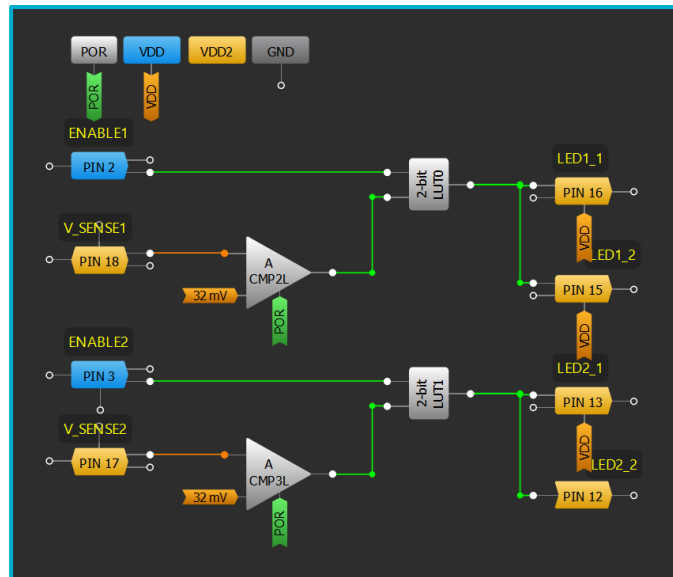 POR VDD VDD2 GND
POR VDD
ENABLE1
PIN 2
2-bit
LUT0
LED1_1
PIN 16
V_SENSE1
PIN 18
A
CMP2L
32 mV
POR
VDD
LED1_2
PIN 15
VDD
ENABLE2
PIN 3
2-bit
LUT1
LED2_1
PIN 13
V_SENSE2
PIN 17
A
CMP3L
32 mV
POR
VDD
LED2_2
PIN 12